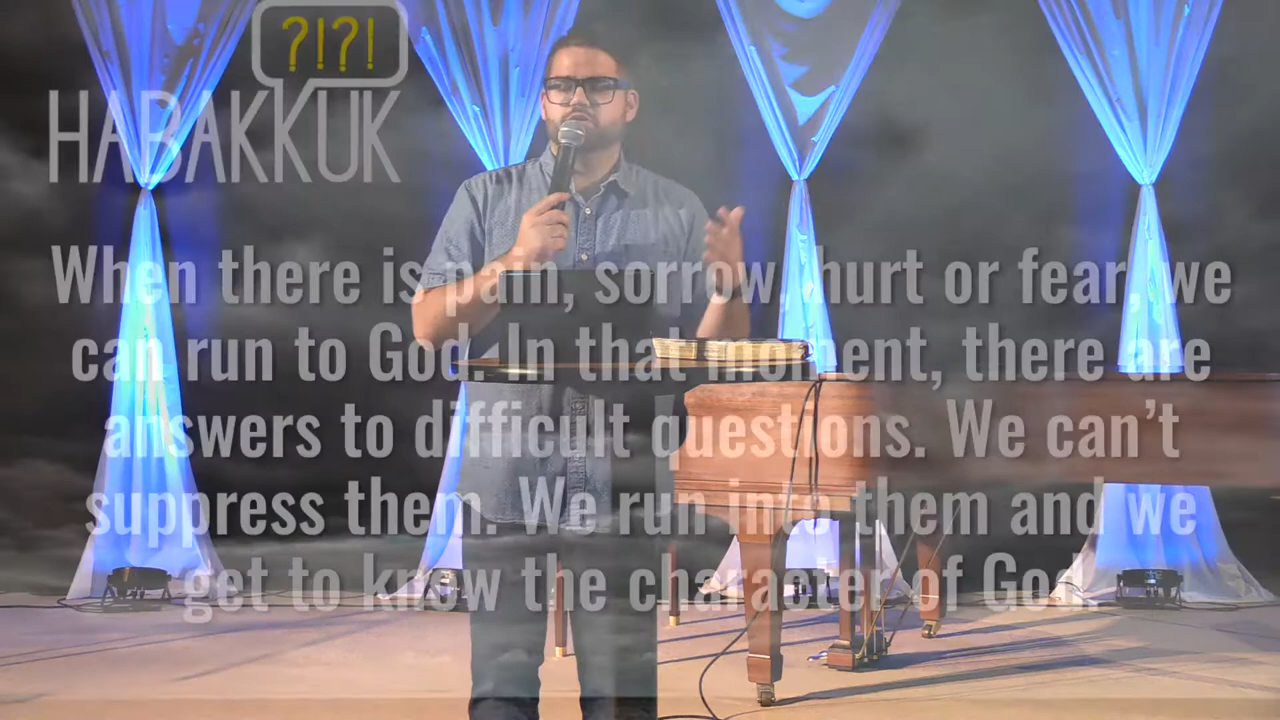 ?!?!
HABAKKUK
When there is pain, sorrow, hurt or fear, we
can run to God. In that moment, there are
answers to difficult questions. We can't
suppress them. We run into them and we
get to know the character of God.